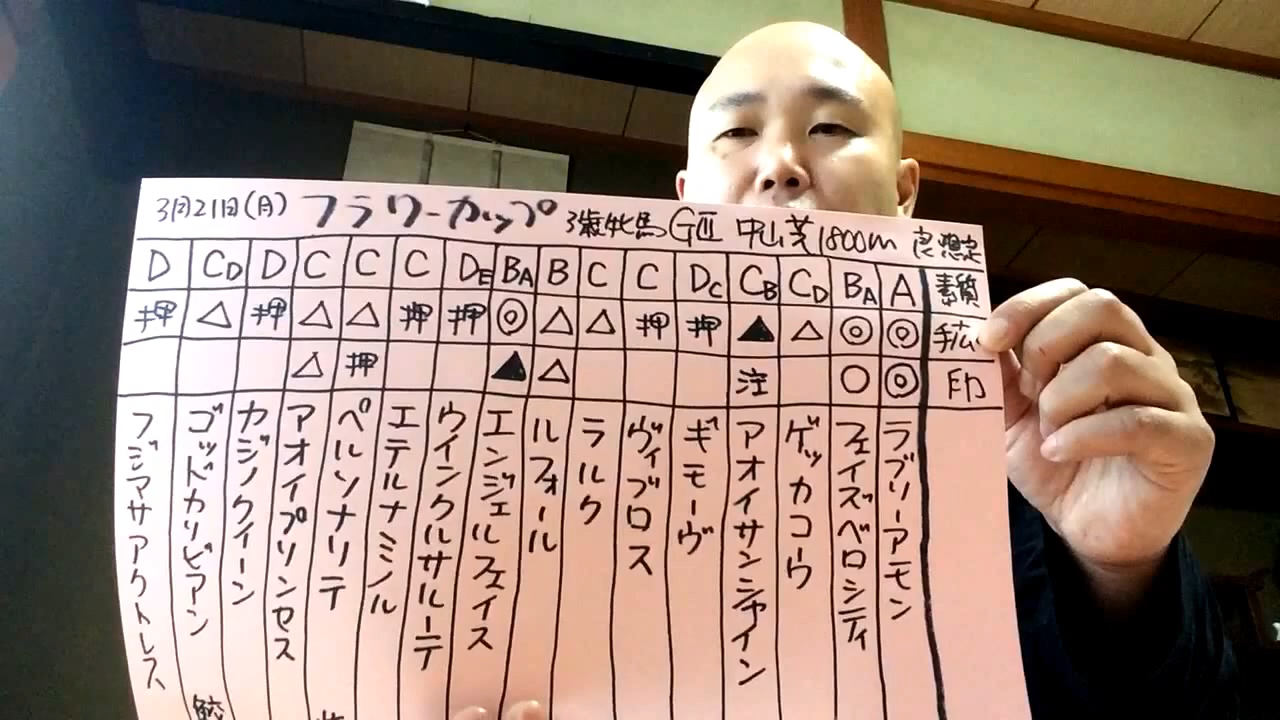 3月21日(月) フラワーカップ 3歳牝馬 GⅢ 中山芝1800m 良想定
D CD D C C C DE BA B C C DC CB CD BA A 素質
押 △ 押 △ △ 押 押 ◎ △ △ 押 押 ▲ △ ◎ ◎ 手広
△ 押 ▲ △ 注 ○ ◎ 印
ラブリーアモン
フェイズベロシティ
ゲッカコーウ
アオイサンシャイン
ギモーヴ
ヴィブロス
ラルク
ルフォール
エンジェルフェイス
ウインクルサルーテ
エテルナミノル
ペルソナリテ
アオイプリンセス
カジノクイーン
ゴッドカリビアン
フジマサアクトレス
鮫